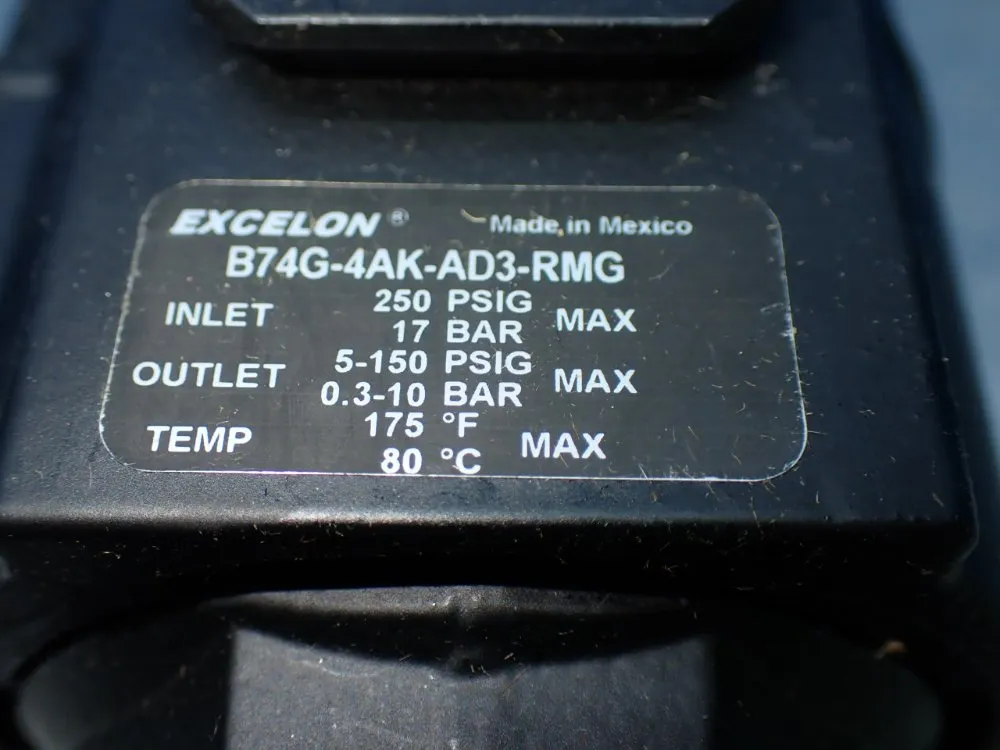 EXCELON ® Made in Mexico
B74G-4AK-AD3-RMG
INLET 250 PSIG 17 BAR MAX
OUTLET 5-150 PSIG 0.3-10 BAR MAX
TEMP 175 °F 80 °C MAX